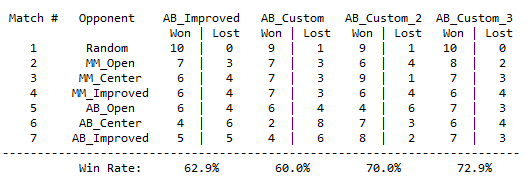 Match # Opponent AB_Improved AB_Custom AB_Custom_2 AB_Custom_3
Won | Lost Won | Lost Won | Lost Won | Lost
1 Random 10 | 0 9 | 1 9 | 1 10 | 0
2 MM_Open 7 | 3 7 | 3 6 | 4 8 | 2
3 MM_Center 6 | 4 7 | 3 9 | 1 7 | 3
4 MM_Improved 6 | 4 7 | 3 6 | 4 6 | 4
5 AB_Open 6 | 4 6 | 4 4 | 6 7 | 3
6 AB_Center 4 | 6 2 | 8 7 | 3 6 | 4
7 AB_Improved 5 | 5 4 | 6 8 | 2 7 | 3
--------------------------------------------------------------------------
Win Rate: 62.9% 60.0% 70.0% 72.9%